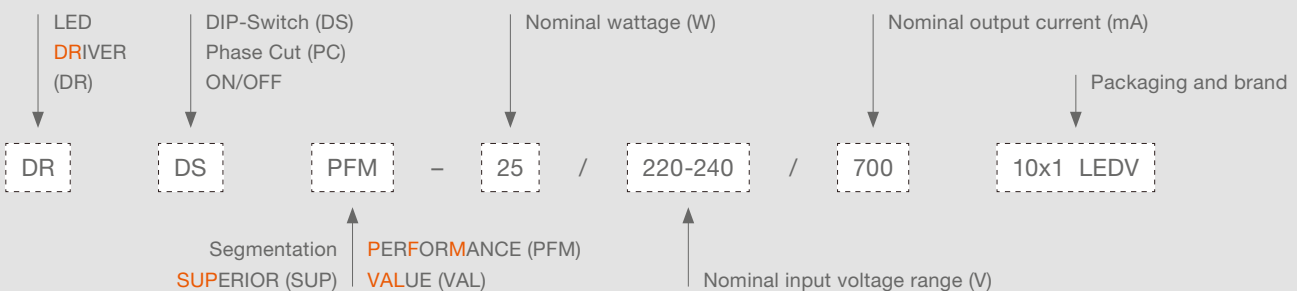 LED
DRIVER
(DR)
DIP-Switch (DS)
Phase Cut (PC)
ON/OFF
Nominal wattage (W)
Nominal output current (mA)
Packaging and brand
DR DS PFM – 25 / 220-240 / 700 10x1 LEDV
Segmentation PERFORMANCE (PFM)
SUPERIOR (SUP) VALUE (VAL)
Nominal input voltage range (V)